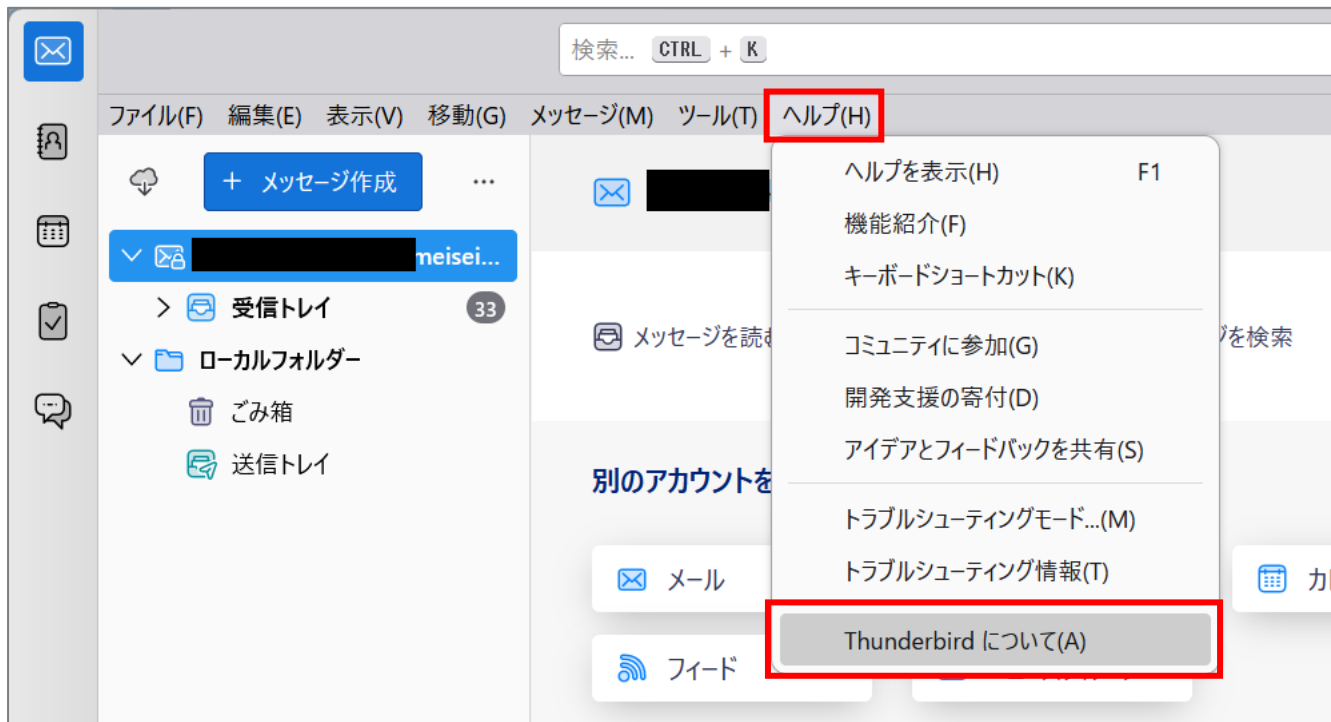 検索... CTRL + K
ファイル(F) 編集(E) 表示(V) 移動(G) メッセージ(M) ツール(T) ヘルプ(H)
+ メッセージ作成 ...
meisei...
受信トレイ 33
ローカルフォルダー
ごみ箱
送信トレイ
メッセージを読
を検索
別のアカウントを
メール
フィード
ヘルプを表示(H) F1
機能紹介(F)
キーボードショートカット(K)
コミュニティに参加(G)
開発支援の寄付(D)
アイデアとフィードバックを共有(S)
トラブルシューティングモード...(M)
トラブルシューティング情報(T)
Thunderbird について(A)